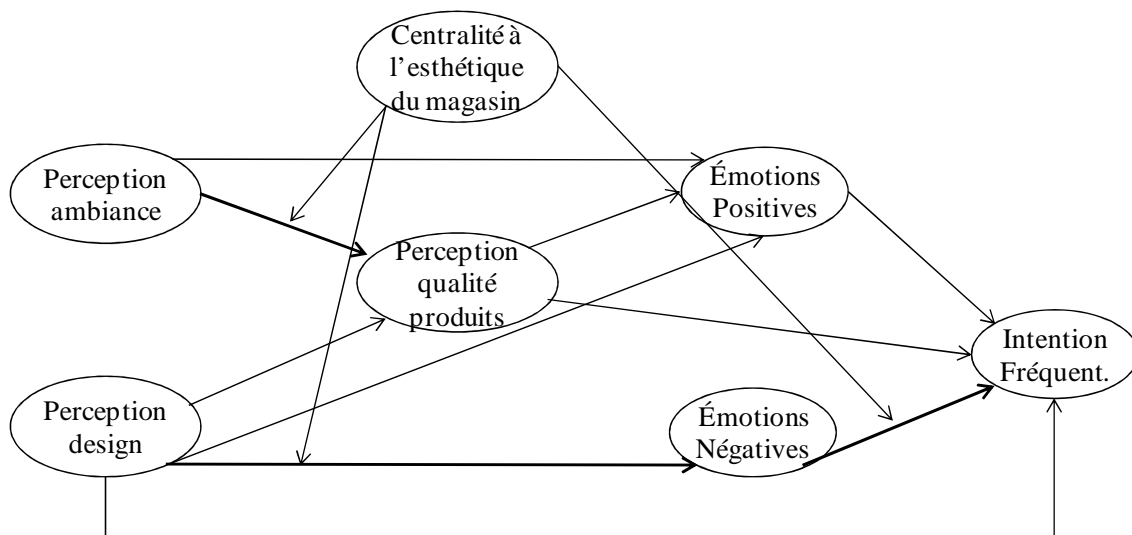 Centralité à
l’esthétique
du magasin
Perception
ambiance
Émotions
Positives
Perception
qualité
produits
Intention
Fréquent.
Perception
design
Émotions
Négatives